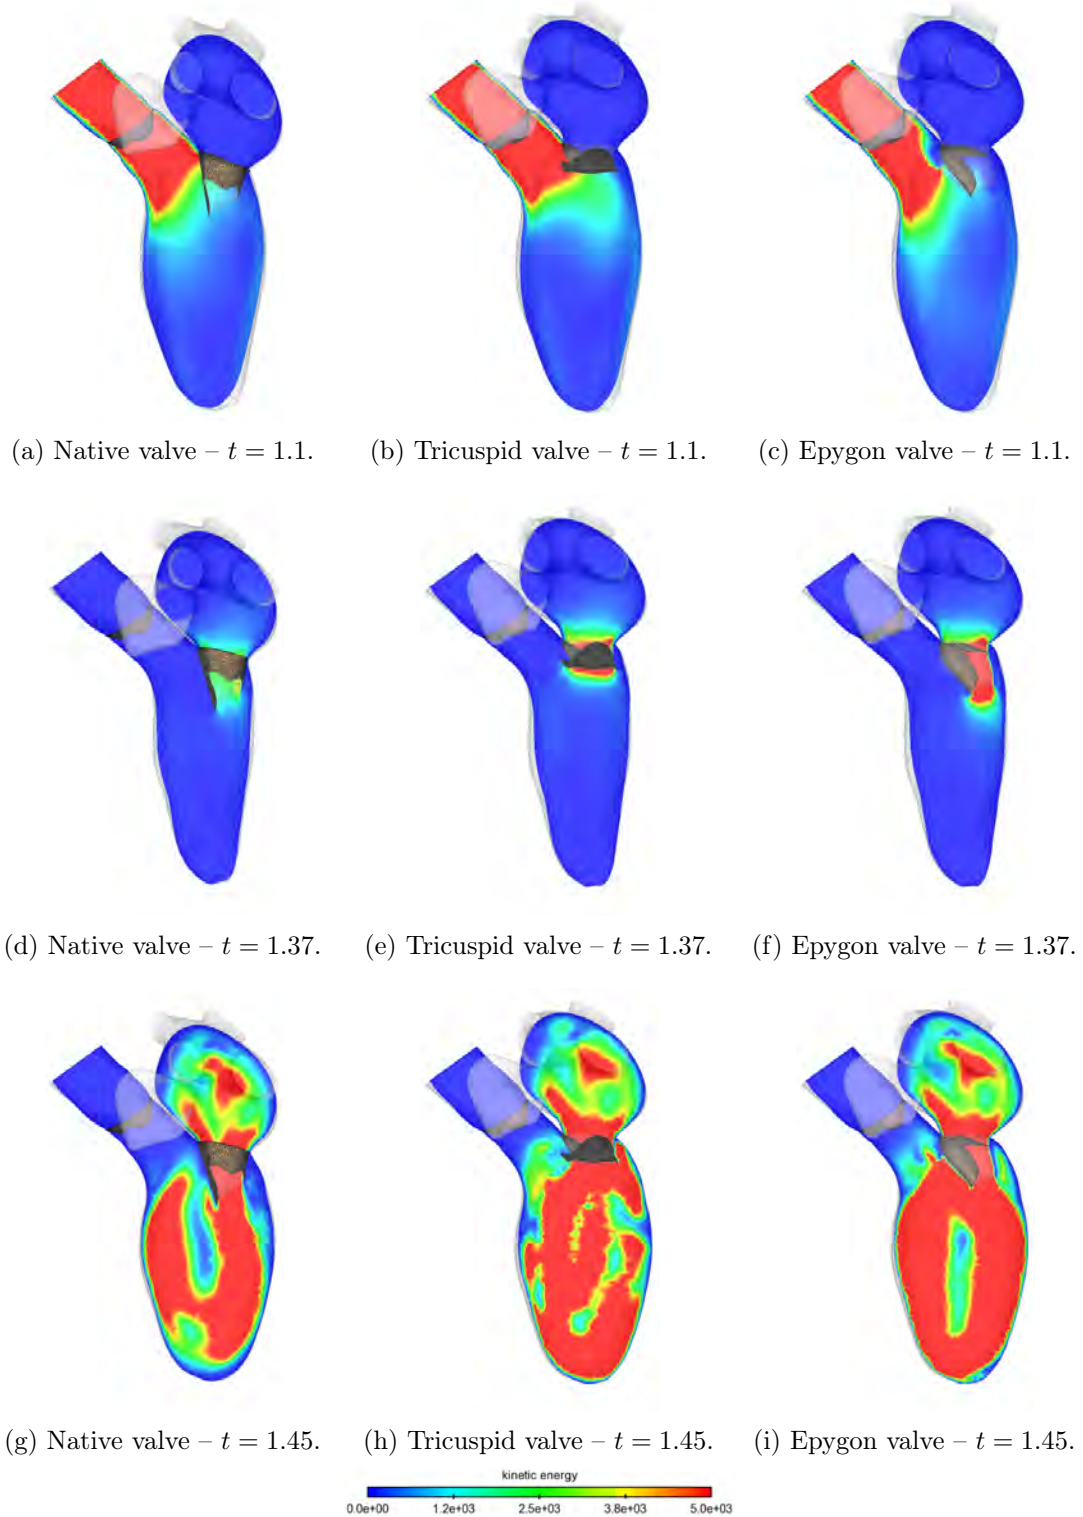 (a) Native valve – t = 1.1.
(b) Tricuspid valve – t = 1.1.
(c) Epygon valve – t = 1.1.
(d) Native valve – t = 1.37.
(e) Tricuspid valve – t = 1.37.
(f) Epygon valve – t = 1.37.
(g) Native valve – t = 1.45.
(h) Tricuspid valve – t = 1.45.
(i) Epygon valve – t = 1.45.
kinetic energy
0.0e+00 1.2e+03 2.5e+03 3.8e+03 5.0e+03